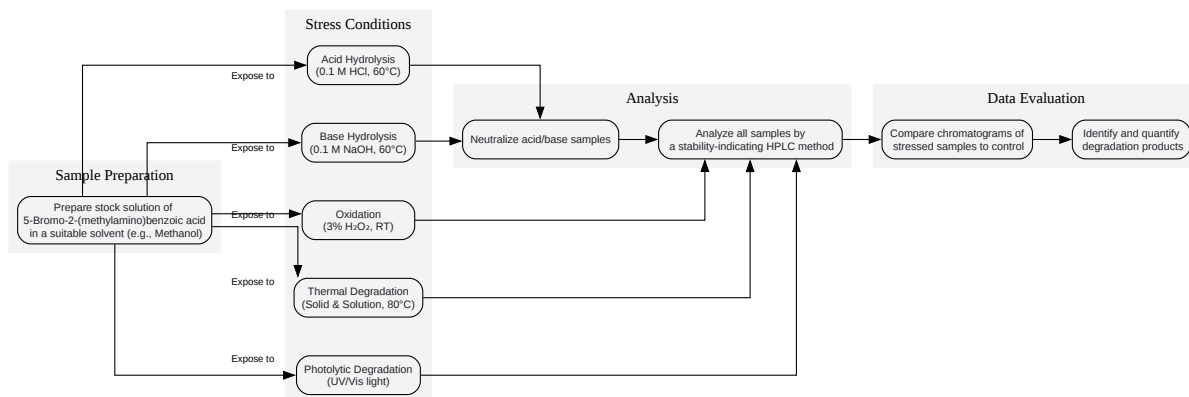 Stress Conditions
Acid Hydrolysis
(0.1 M HCl, 60°C)
Expose to
Analysis
Data Evaluation
Base Hydrolysis
(0.1 M NaOH, 60°C)
Expose to
Neutralize acid/base samples
Analyze all samples by
a stability-indicating HPLC method
Compare chromatograms of
stressed samples to control
Identify and quantify
degradation products
Sample Preparation
Prepare stock solution of
5-Bromo-2-(methylamino)benzoic acid
in a suitable solvent (e.g., Methanol)
Expose to
Oxidation
(3% H₂O₂, RT)
Expose to
Thermal Degradation
(Solid & Solution, 80°C)
Expose to
Photolytic Degradation
(UV/Vis light)